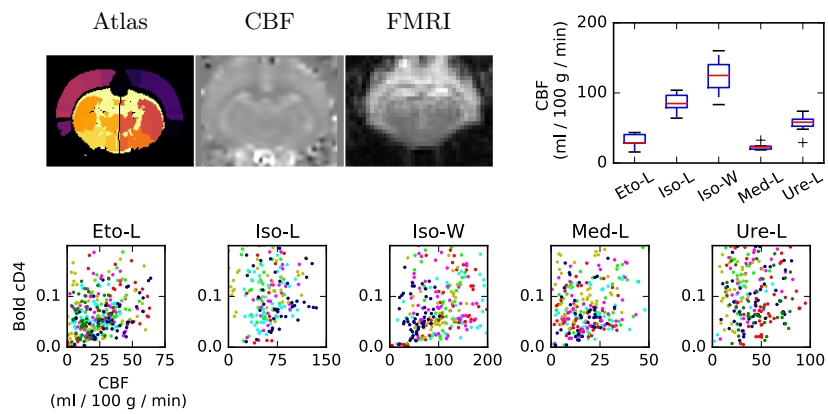 Atlas CBF FMRI
200
100
0
CBF
(ml / 100 g / min)
Eto-L Iso-L Iso-W Med-L Ure-L
Eto-L Iso-L Iso-W Med-L Ure-L
Bold cD4
0.1 0.1 0.1 0.1 0.1
0.0 0.0 0.0 0.0 0.0
0 25 50 75 0 75 150 0 100 200 0 25 50 0 50 100
CBF
(ml / 100 g / min)